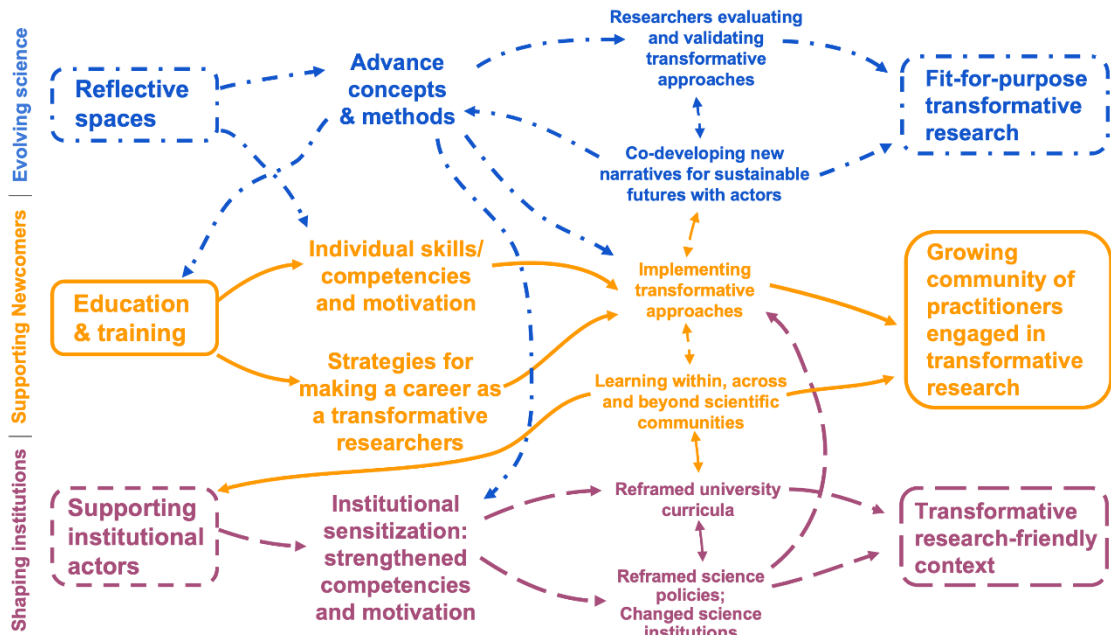 Evolving science
Reflective
spaces
Advance
concepts
& methods
Researchers evaluating
and validating
transformative
approaches
Co-developing new
narratives for sustainable
futures with actors
Fit-for-purpose
transformative
research
Supporting Newcomers
Education
& training
Individual skills/
competencies
and motivation
Strategies for
making a career as
a transformative
researchers
Implementing
transformative
approaches
Learning within, across
and beyond scientific
communities
Growing
community of
practitioners
engaged in
transformative
research
Shaping institutions
Supporting
institutional
actors
Institutional
sensitization:
strengthened
competencies
and motivation
Reframed university
curricula
Reframed science
policies;
Changed science
institutions
Transformative
research-friendly
context